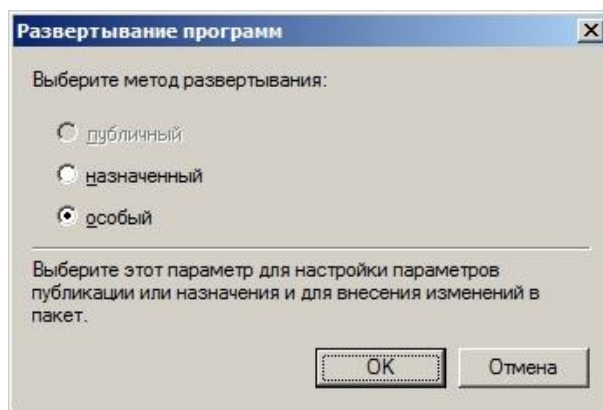 Развертывание программ
Выберите метод развертывания:
публичный
назначенный
особый
Выберите этот параметр для настройки параметров
публикации или назначения и для внесения изменений в
пакет.
OK
Отмена